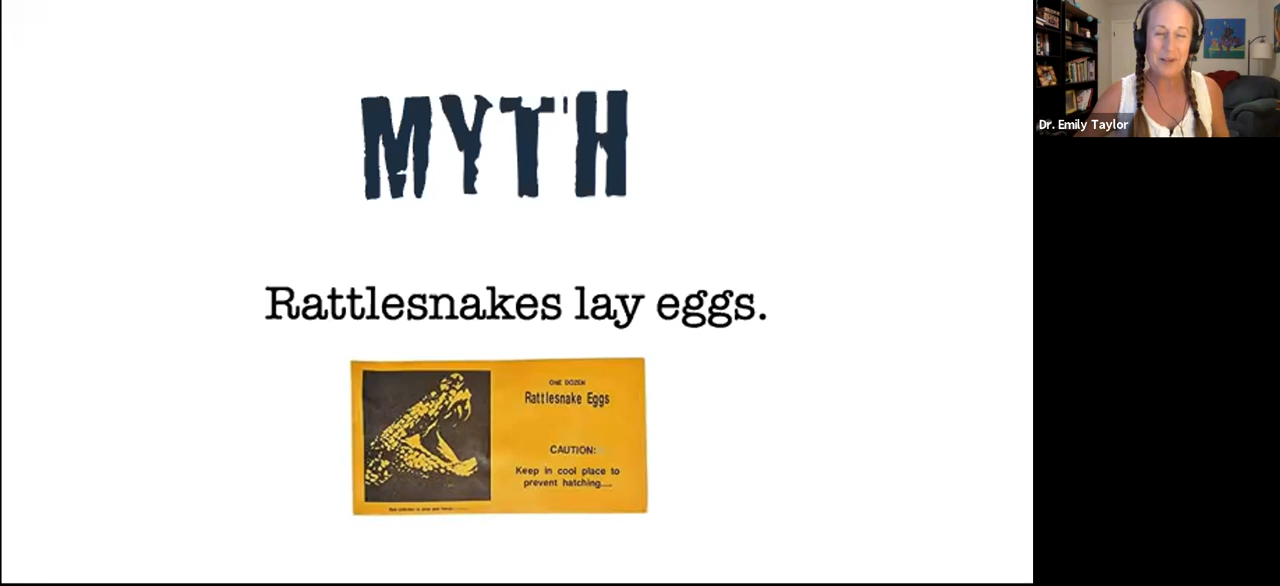 MYTH
Rattlesnakes lay eggs.
ONE DOZEN
Rattlesnake Eggs
CAUTION:
Keep in cool place to
prevent hatching....
Dr. Emily Taylor